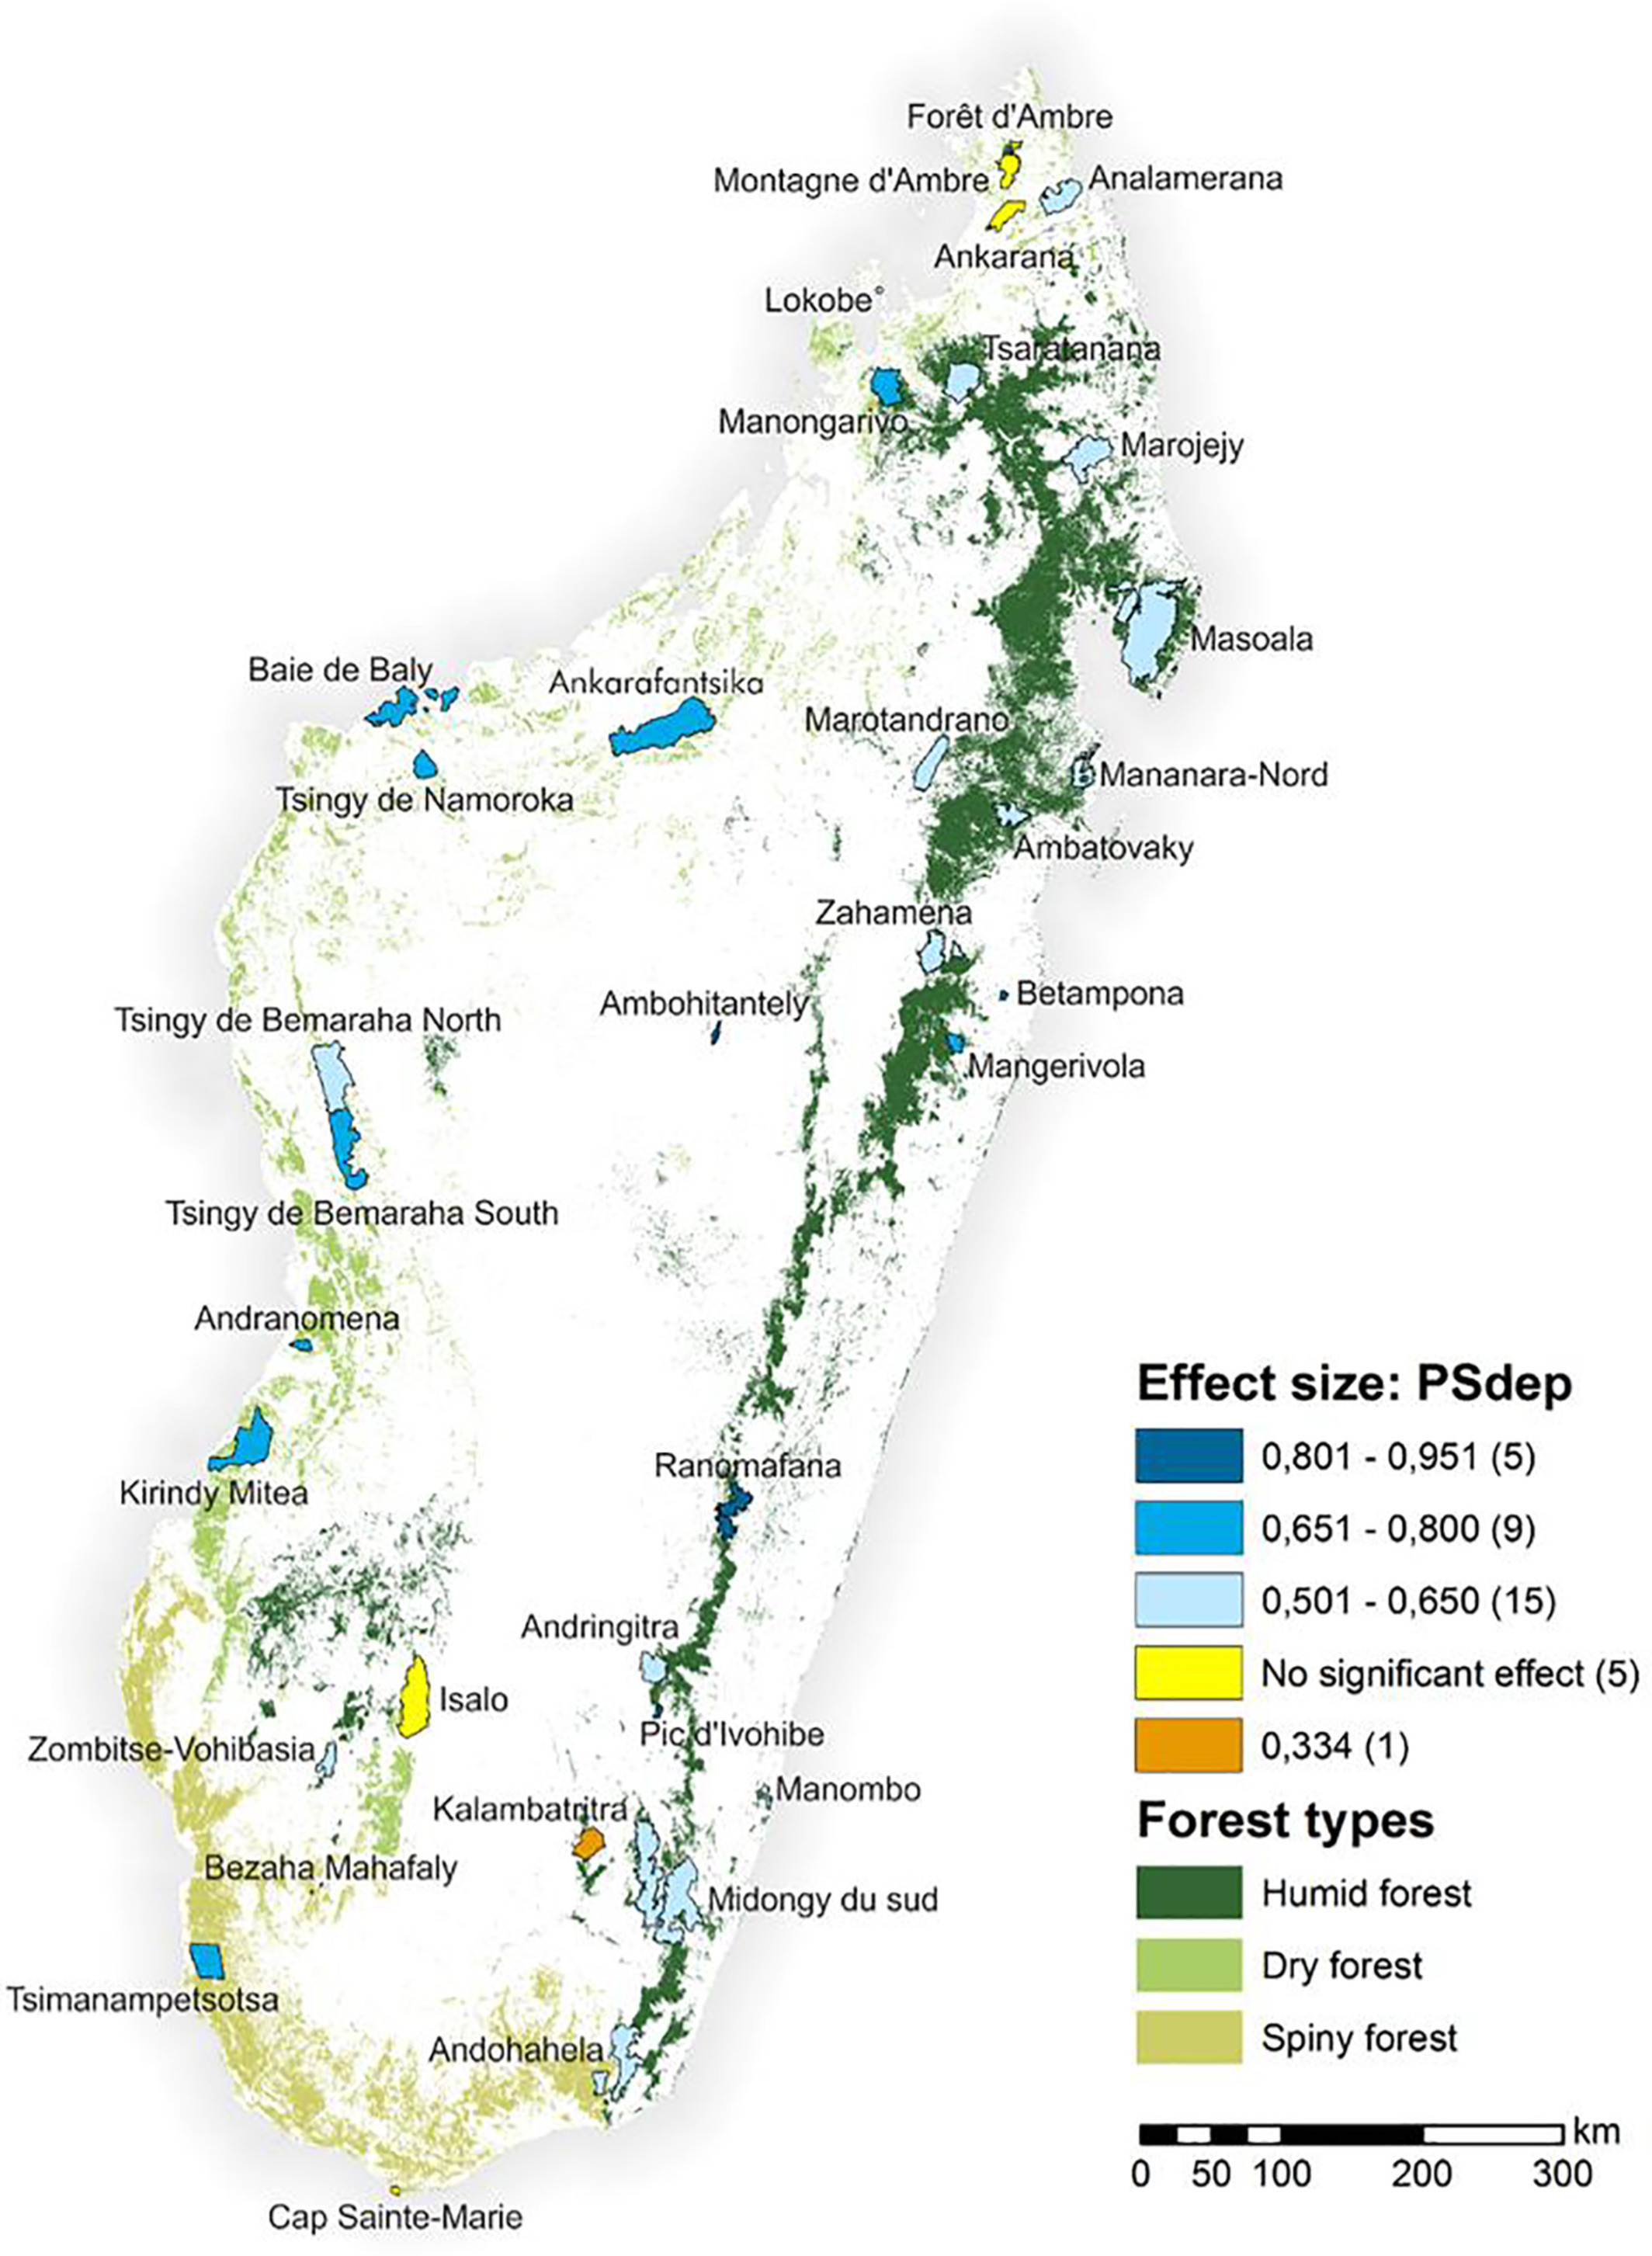 Forêt d'Ambre
Montagne d'Ambre
Analamerana
Ankarana
Lokobe°
Tsaratanana
Manongarivo
Marojejy
Masoala
Baie de Baly
Ankarafantsika
Marotandrano
Mananara-Nord
Tsingy de Namoroka
Ambatovaky
Zahamena
Betampona
Ambohitantely
Tsingy de Bemaraha North
Mangerivola
Tsingy de Bemaraha South
Andranomena
Effect size: PSdep
0,801 - 0,951 (5)
Ranomafana
Kirindy Mitea
0,651 - 0,800 (9)
0,501 - 0,650 (15)
Andringitra
No significant effect (5)
Isalo
Pic d'Ivohibe
Zombitse-Vohibasia
0,334 (1)
Manombo
Kalambatritra
Forest types
Bezaha Mahafaly
Humid forest
Midongy du sud
Dry forest
Tsimanampetsotsa
Spiny forest
Andohahela
km
0 50 100 200 300
Cap Sainte-Marie